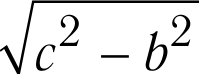 √(c² − b²)